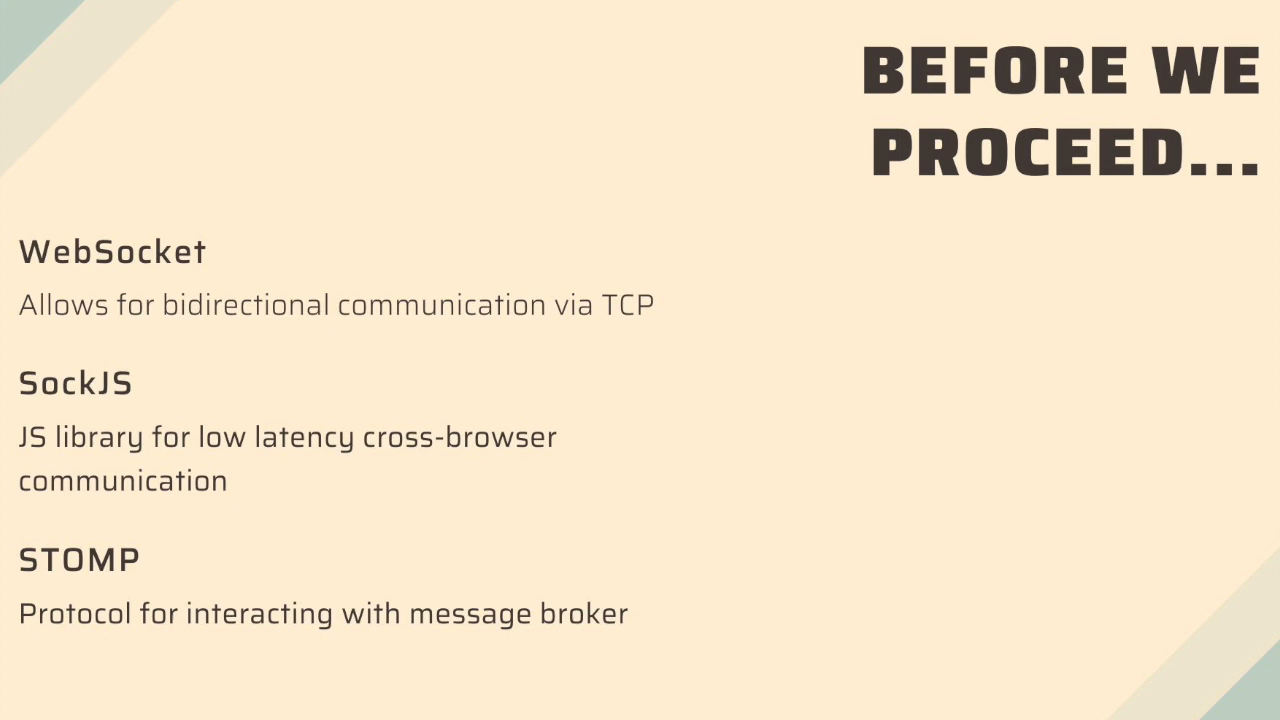 BEFORE WE
PROCEED...
WebSocket
Allows for bidirectional communication via TCP
SockJS
JS library for low latency cross-browser
communication
STOMP
Protocol for interacting with message broker